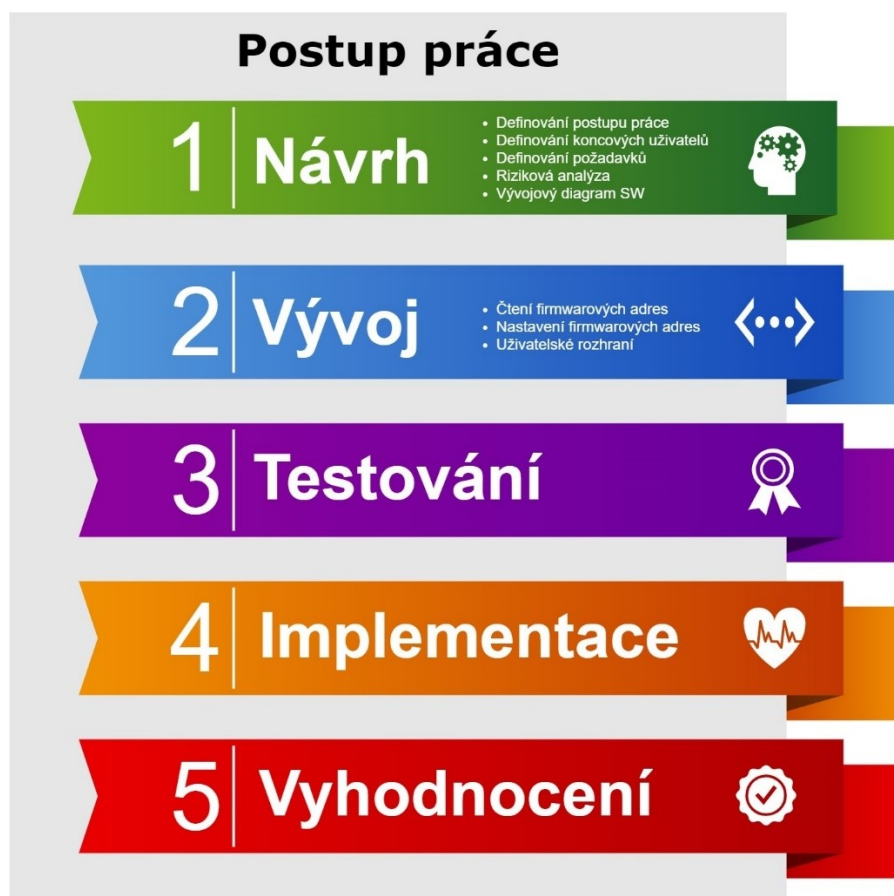 Postup práce
1 Návrh
• Definování postupu práce
• Definování koncových uživatelů
• Definování požadavků
• Riziková analýza
• Vývojový diagram SW
2 Vývoj
• Čtení firmwarových adres
• Nastavení firmwarových adres
• Uživatelské rozhraní
3 Testování
4 Implementace
5 Vyhodnocení